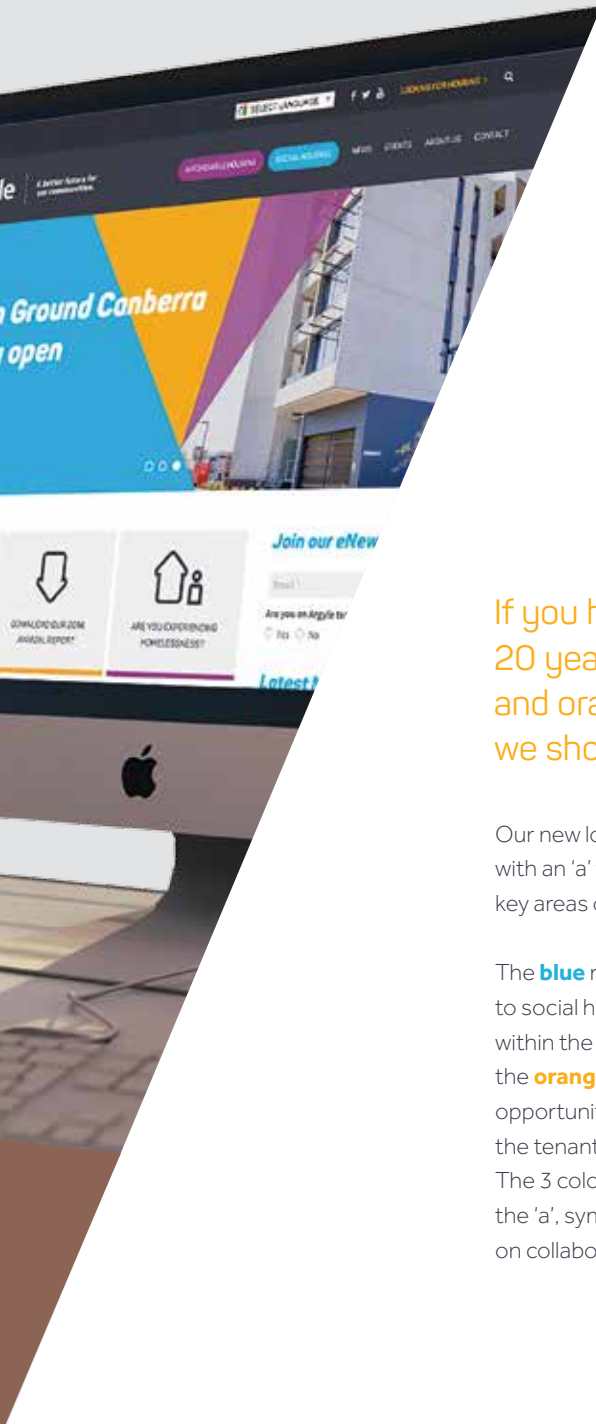 SELECT LANGUAGE
LOOKING FOR HOUSING >
le
A better future for
our communities.
AFFORDABLE HOUSING
SOCIAL HOUSING
NEWS
EVENTS
ABOUT US
CONTACT
Ground Canberra
open
DOWNLOAD OUR 2014
ANNUAL REPORT
ARE YOU EXPERIENCING
HOMELESSNESS?
Join our eNew
Email *
Are you an Argyle te
Yes
No
Latest
If you h
20 yea
and ora
we sho
Our new lo
with an 'a'
key areas o
The blue r
to social h
within the
the orang
opportunit
the tenant
The 3 colo
the 'a', syn
on collabo